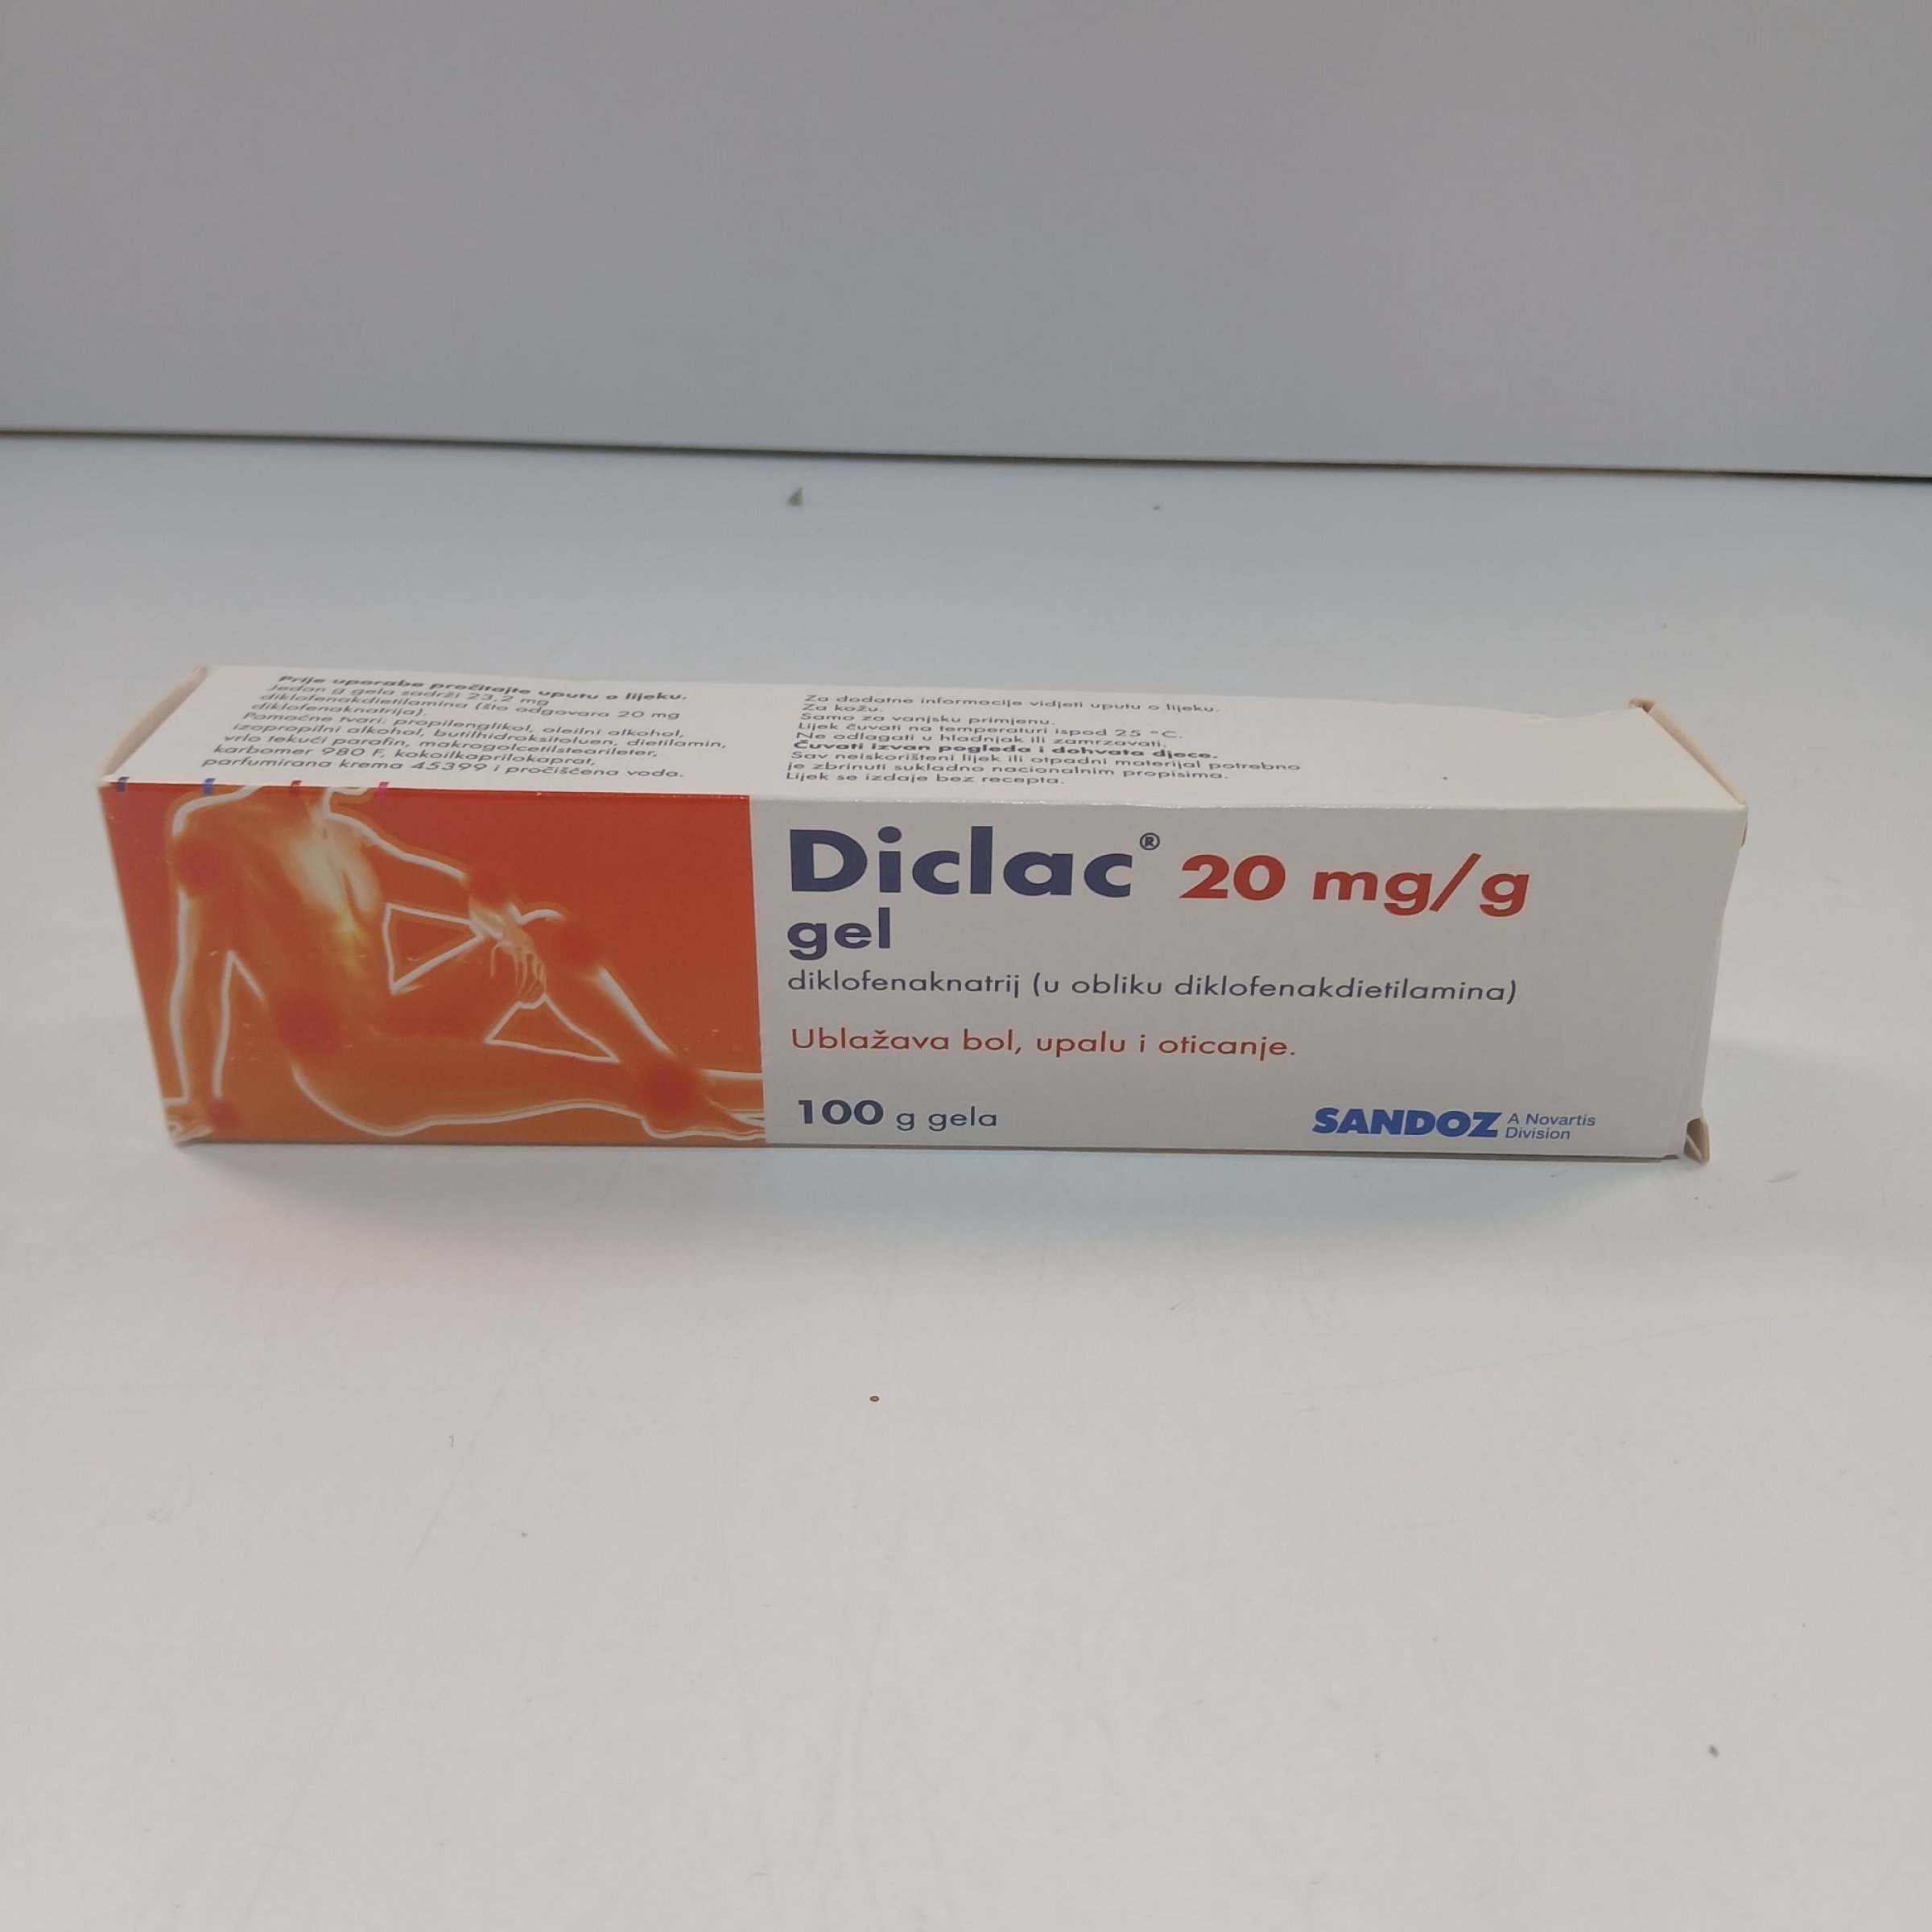 Prije uporabe pročitajte uputu o lijeku.
Jedan g gela sadrži 23,2 mg
diklofenakdietilamina (što odgovara 20 mg
diklofenaknatrija).
Pomoćne tvari: propilenglikol, oleilni alkohol,
izopropilni alkohol, butilhidroksitoluen, dietilamin,
vrlo tekući parafin, makrogolcetilstearileter,
karbomer 980 F, kokoilkaprilokaprat,
parfumirana krema 45399 i pročišćena voda.
Za dodatne informacije vidjeti uputu o lijeku.
Za kožu.
Samo za vanjsku primjenu.
Lijek čuvati na temperaturi ispod 25 °C.
Ne odlagati u hladnjak ili zamrzavati.
Čuvati izvan pogleda i dohvata djece.
Sav neiskorišteni lijek ili otpadni materijal potrebno
je zbrinuti sukladno nacionalnim propisima.
Lijek se izdaje bez recepta.
Diclac® 20 mg/g
gel
diklofenaknatrij (u obliku diklofenakdietilamina)
Ublažava bol, upalu i oticanje.
100 g gela
SANDOZ A Novartis
Division